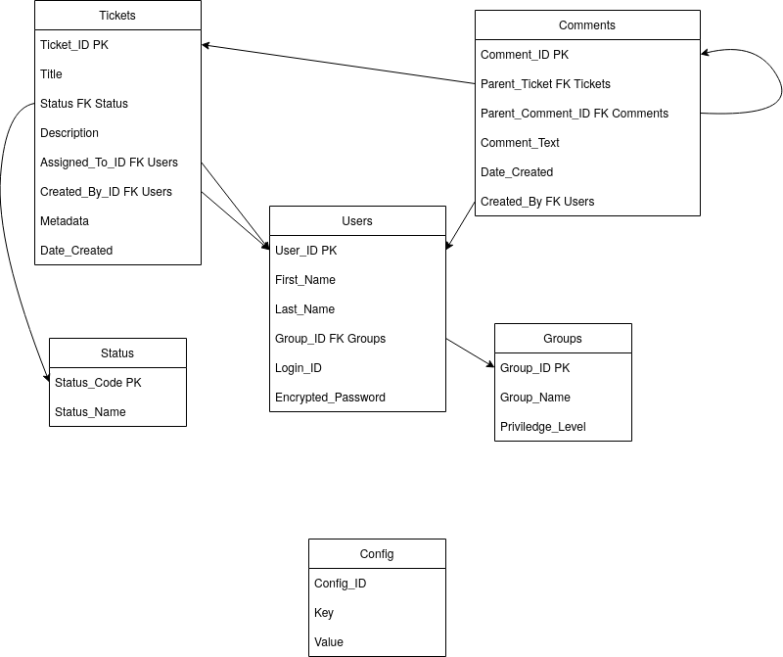 Tickets
Ticket_ID PK
Title
Status FK Status
Description
Assigned_To_ID FK Users
Created_By_ID FK Users
Metadata
Date_Created
Comments
Comment_ID PK
Parent_Ticket FK Tickets
Parent_Comment_ID FK Comments
Comment_Text
Date_Created
Created_By FK Users
Users
User_ID PK
First_Name
Last_Name
Group_ID FK Groups
Login_ID
Encrypted_Password
Status
Status_Code PK
Status_Name
Groups
Group_ID PK
Group_Name
Priviledge_Level
Config
Config_ID
Key
Value